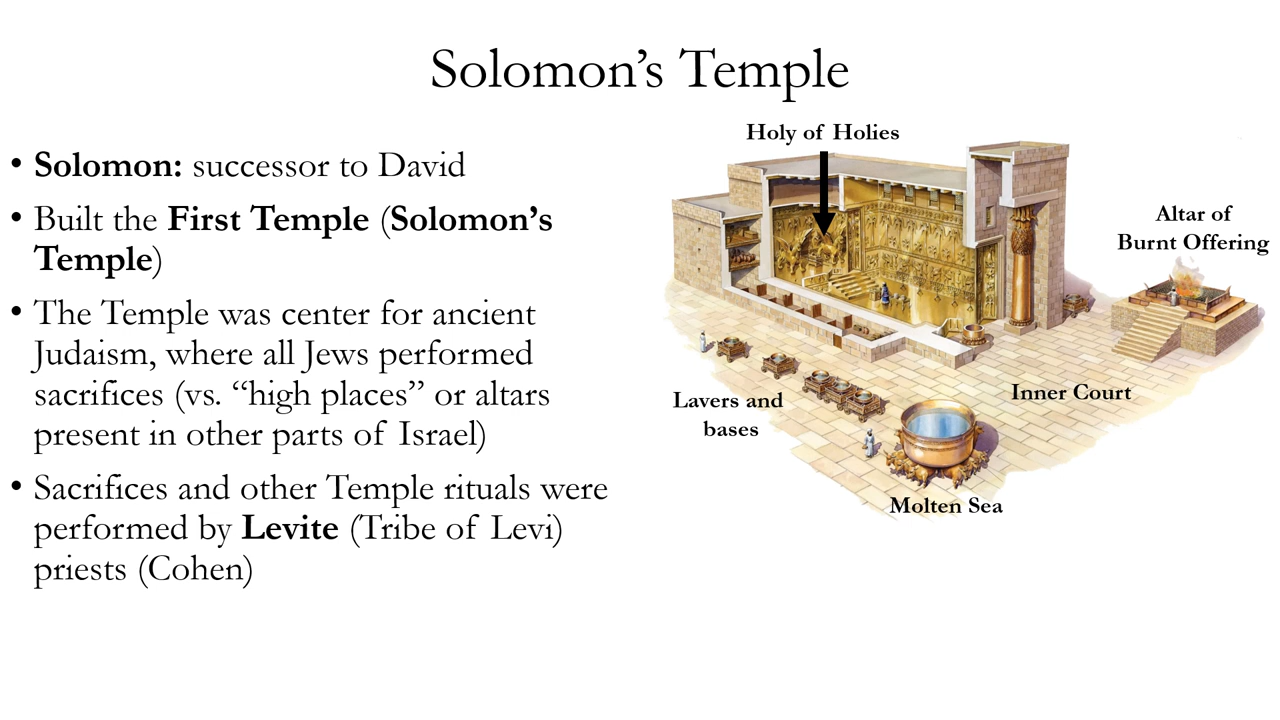 Solomon’s Temple
• Solomon: successor to David
• Built the First Temple (Solomon’s
Temple)
• The Temple was center for ancient
Judaism, where all Jews performed
sacrifices (vs. “high places” or altars
present in other parts of Israel)
• Sacrifices and other Temple rituals were
performed by Levite (Tribe of Levi)
priests (Cohen)
Holy of Holies
Altar of
Burnt Offering
Lavers and
bases
Inner Court
Molten Sea